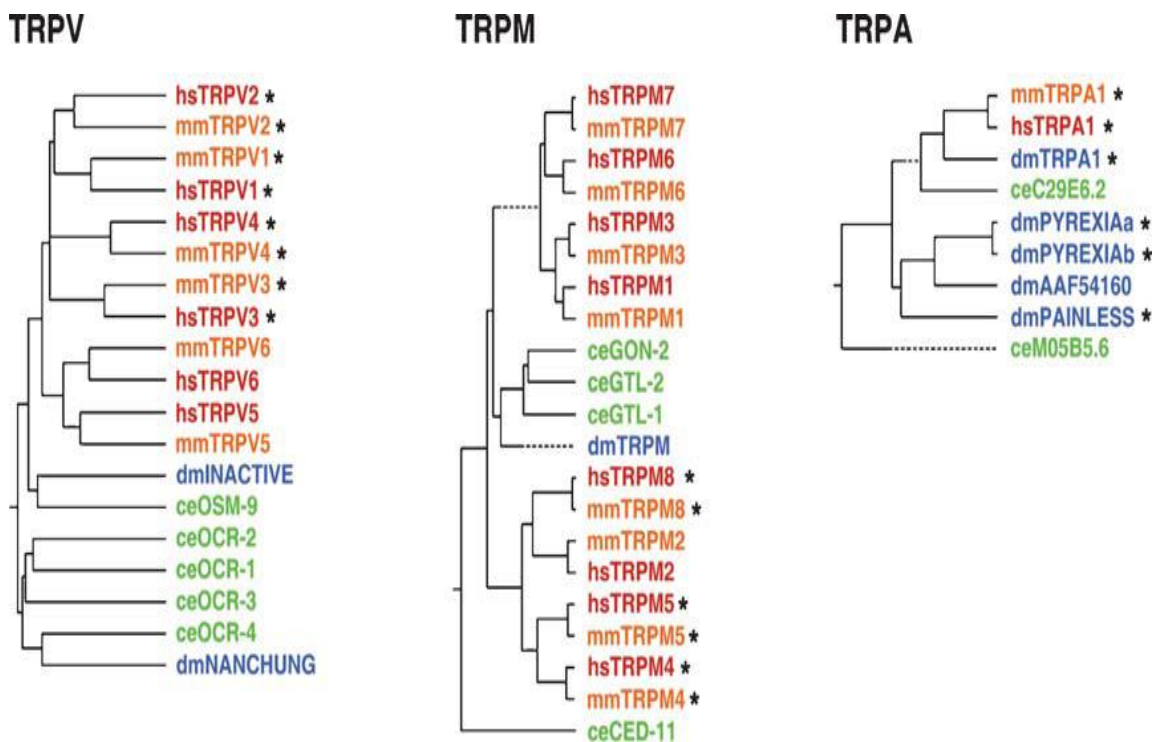 TRPV
hsTRPV2 *
mmTRPV2 *
mmTRPV1 *
hsTRPV1 *
hsTRPV4 *
mmTRPV4 *
mmTRPV3 *
hsTRPV3 *
mmTRPV6
hsTRPV6
hsTRPV5
mmTRPV5
dmINACTIVE
ceOSM-9
ceOCR-2
ceOCR-1
ceOCR-3
ceOCR-4
dmNANCHUNG
TRPM
hsTRPM7
mmTRPM7
hsTRPM6
mmTRPM6
hsTRPM3
mmTRPM3
hsTRPM1
mmTRPM1
ceGON-2
ceGTL-2
ceGTL-1
dmTRPM
hsTRPM8 *
mmTRPM8 *
mmTRPM2
hsTRPM2
hsTRPM5 *
mmTRPM5 *
hsTRPM4 *
mmTRPM4 *
ceCED-11
TRPA
mmTRPA1 *
hsTRPA1 *
dmTRPA1 *
ceC29E6.2
dmPYREXIAa *
dmPYREXIAb *
dmAAF54160
dmPAINLESS *
ceM05B5.6